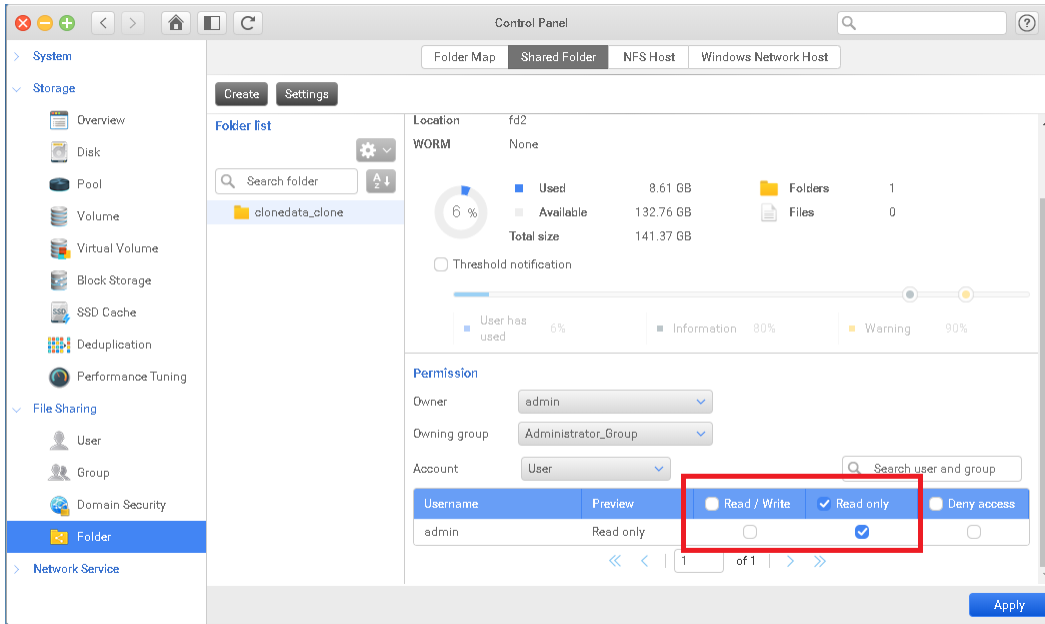 Control Panel
System
Storage
Overview
Disk
Pool
Volume
Virtual Volume
Block Storage
SSD
SSD Cache
Deduplication
Performance Tuning
File Sharing
User
Group
Domain Security
Folder
Network Service
Folder Map
Shared Folder
NFS Host
Windows Network Host
Create
Settings
Folder list
A
Z
Search folder
clonedata_clone
Location fd2
WORM None
6 %
Used 8.61 GB
Available 132.76 GB
Total size 141.37 GB
Folders 1
Files 0
Threshold notification
User has used 6%
Information 80%
Warning 90%
Permission
Owner admin
Owning group Administrator_Group
Account User
Search user and group
Username Preview Read / Write Read only Deny access
admin Read only
1 of 1
Apply
?